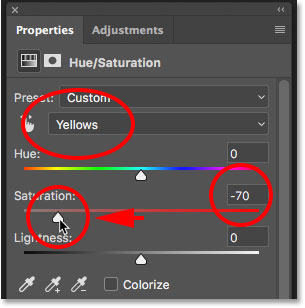 Properties Adjustments
Hue/Saturation
Preset: Custom
Yellows
Hue: 0
Saturation: -70
Lightness: 0
Colorize